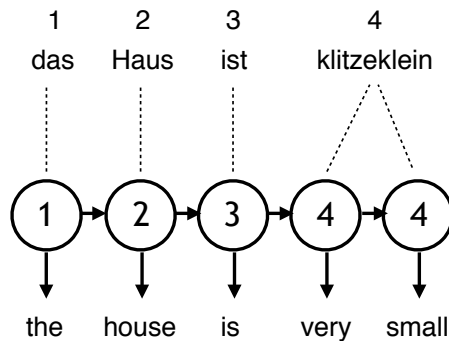 1 2 3 4
das Haus ist klitzeklein
1 2 3 4 4
the house is very small